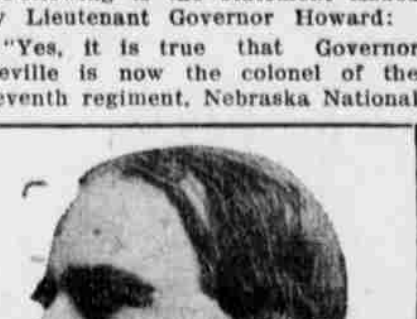 y Lieutenant Governor Howard:
"Yes, it is true that Governor
eville is now the colonel of the
eventh regiment, Nebraska National